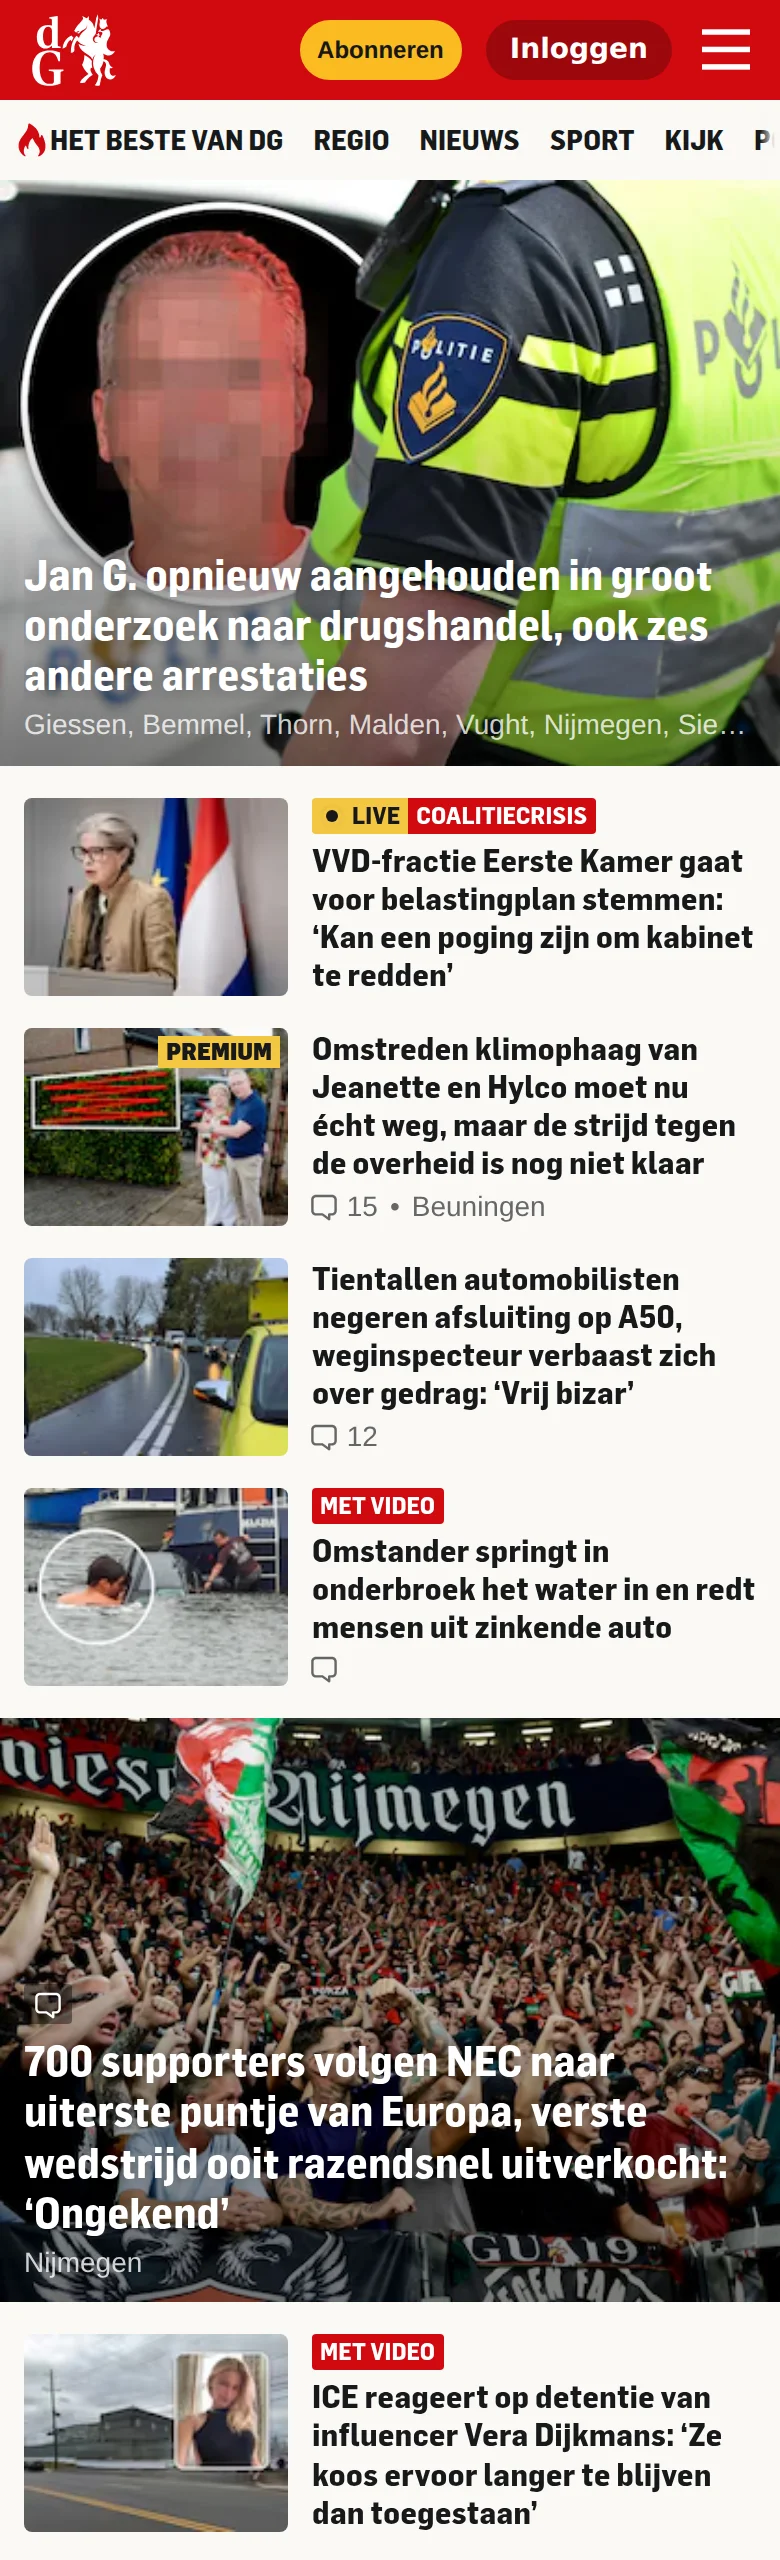 dG
Abonneren
Inloggen
HET BESTE VAN DG REGIO NIEUWS SPORT KIJK
POLITIE
Jan G. opnieuw aangehouden in groot
onderzoek naar drugshandel, ook zes
andere arrestaties
Giessen, Bemmel, Thorn, Malden, Vught, Nijmegen, Sie…
LIVE COALITIECRISIS
VVD-fractie Eerste Kamer gaat
voor belastingplan stemmen:
‘Kan een poging zijn om kabinet
te redden’
PREMIUM
Omstreden klimophaag van
Jeanette en Hylco moet nu
écht weg, maar de strijd tegen
de overheid is nog niet klaar
15 • Beuningen
Tientallen automobilisten
negeren afsluiting op A50,
weginspecteur verbaast zich
over gedrag: ‘Vrij bizar’
12
MET VIDEO
Omstander springt in
onderbroek het water in en redt
mensen uit zinkende auto
Nijmegen
700 supporters volgen NEC naar
uiterste puntje van Europa, verste
wedstrijd ooit razendsnel uitverkocht:
‘Ongekend’
Nijmegen
MET VIDEO
ICE reageert op detentie van
influencer Vera Dijkmans: ‘Ze
koos ervoor langer te blijven
dan toegestaan’